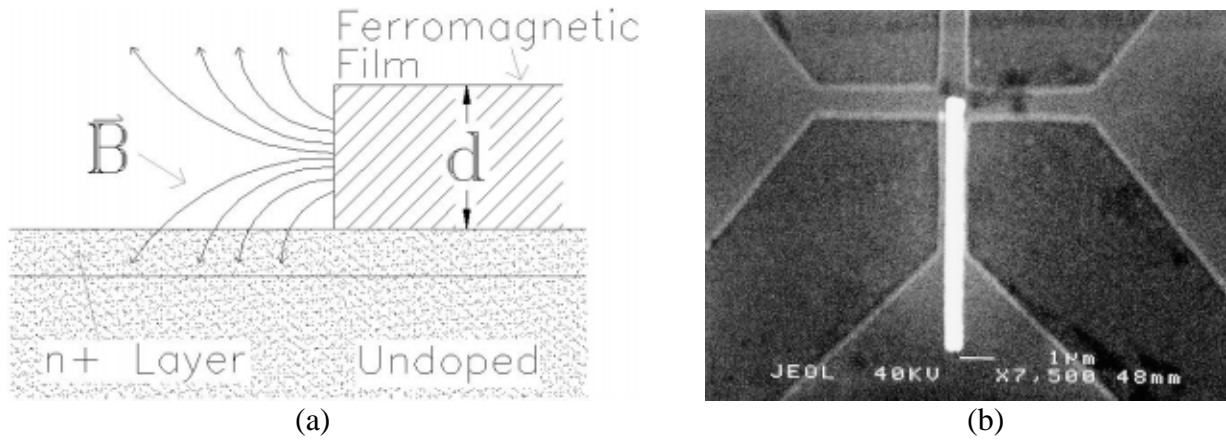 Ferromagnetic
Film
B
d
n+ Layer
Undoped
(a)
1μm
JEOL 40KV X7,500 48mm
(b)